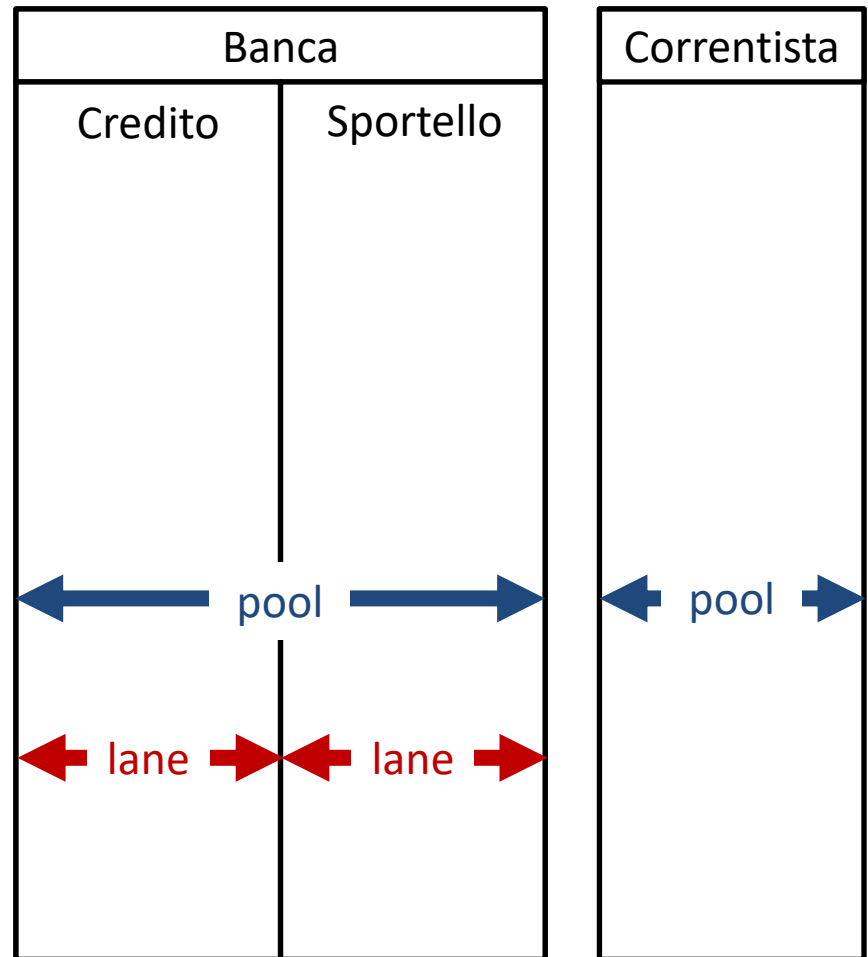 Banca
Correntista
Credito
Sportello
pool
pool
lane
lane